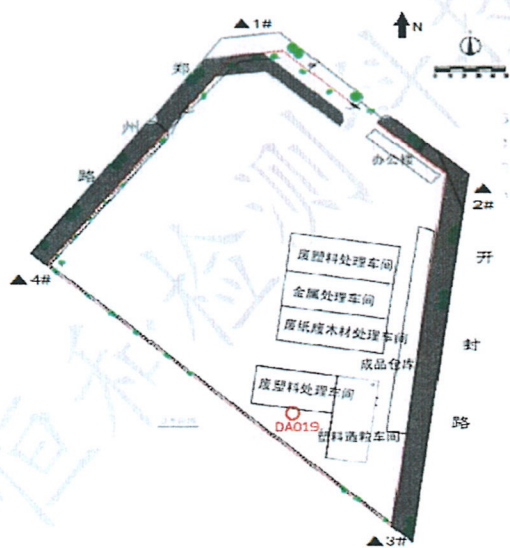 ▲1#
N
郑
州
路
办公楼
▲
2#
开
封
路
废塑料处理车间
金属处理车间
废纸废木材处理车间
成品仓库
废塑料处理车间
DA019
塑料造粒车间
▲4#
▲3#